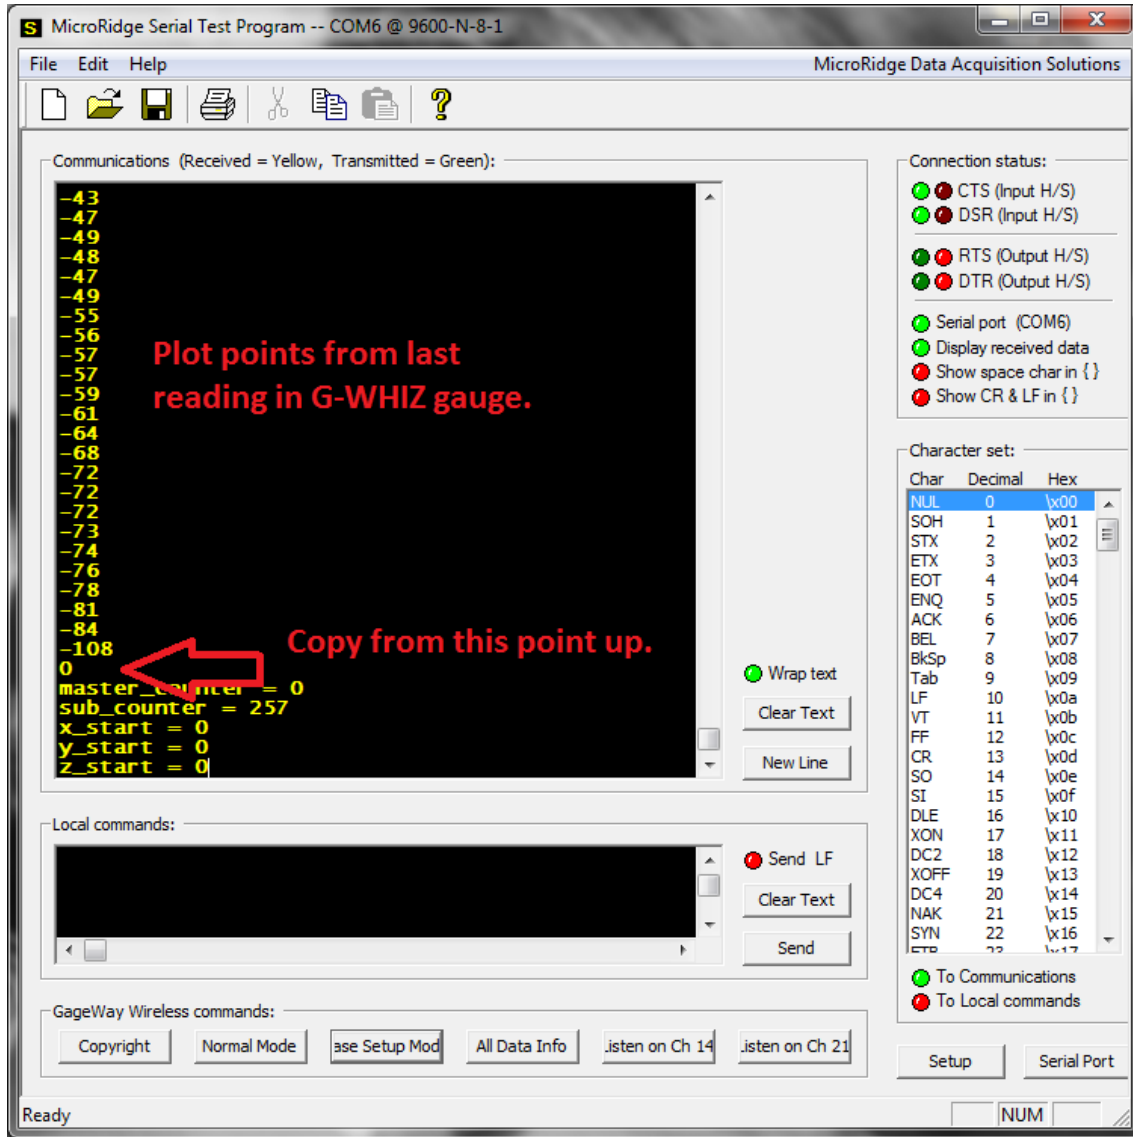 MicroRidge Serial Test Program -- COM6 @ 9600-N-8-1
File Edit Help
MicroRidge Data Acquisition Solutions
Communications (Received = Yellow, Transmitted = Green):
-43
-47
-49
-48
-47
-49
-55
-56
-57
-57
-59
-61
-64
-68
-72
-72
-72
-73
-74
-76
-78
-81
-84
-108
0
master_counter = 0
sub_counter = 257
x_start = 0
y_start = 0
z_start = 0
Plot points from last
reading in G-WHIZ gauge.
Copy from this point up.
Wrap text
Clear Text
New Line
Local commands:
Send LF
Clear Text
Send
GageWay Wireless commands:
Copyright
Normal Mode
ase Setup Mod
All Data Info
Listen on Ch 14
Listen on Ch 21
Connection status:
CTS (Input H/S)
DSR (Input H/S)
RTS (Output H/S)
DTR (Output H/S)
Serial port (COM6)
Display received data
Show space char in { }
Show CR & LF in { }
Character set:
Char Decimal Hex
NUL 0 \x00
SOH 1 \x01
STX 2 \x02
ETX 3 \x03
EOT 4 \x04
ENQ 5 \x05
ACK 6 \x06
BEL 7 \x07
BkSp 8 \x08
Tab 9 \x09
LF 10 \x0a
VT 11 \x0b
FF 12 \x0c
CR 13 \x0d
SO 14 \x0e
SI 15 \x0f
DLE 16 \x10
XON 17 \x11
DC2 18 \x12
XOFF 19 \x13
DC4 20 \x14
NAK 21 \x15
SYN 22 \x16
ETB 23 \x17
To Communications
To Local commands
Setup
Serial Port
Ready
NUM